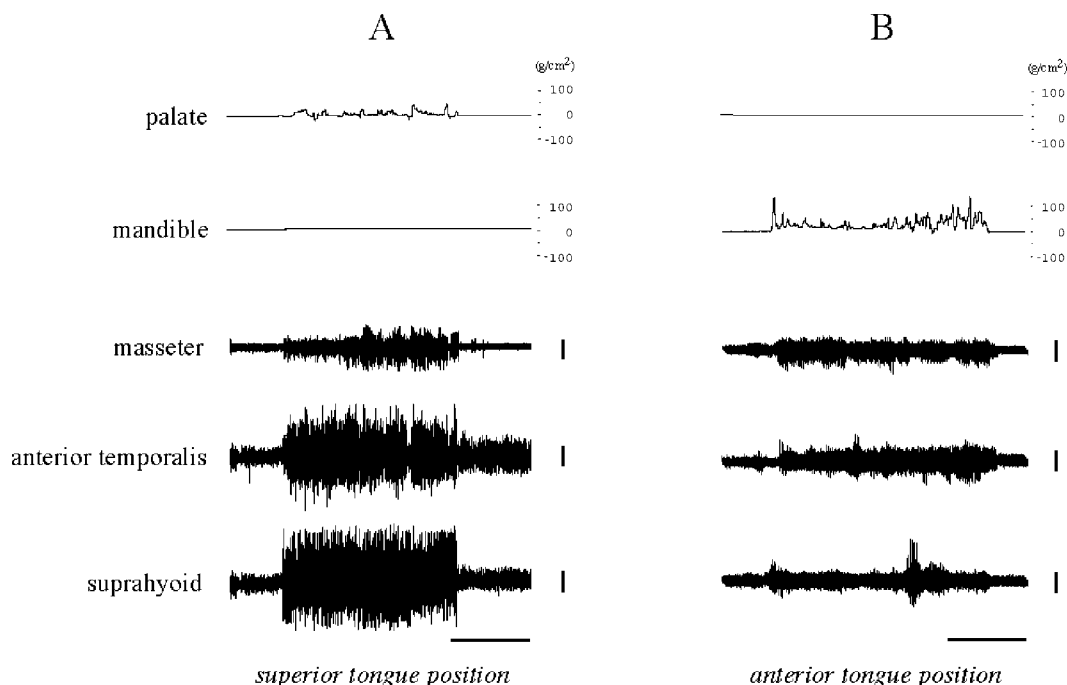 A B
(g/cm²) (g/cm²)
palate 100 0 -100 100 0 -100
mandible 100 0 -100 100 0 -100
masseter
anterior temporalis
suprahyoid
superior tongue position anterior tongue position